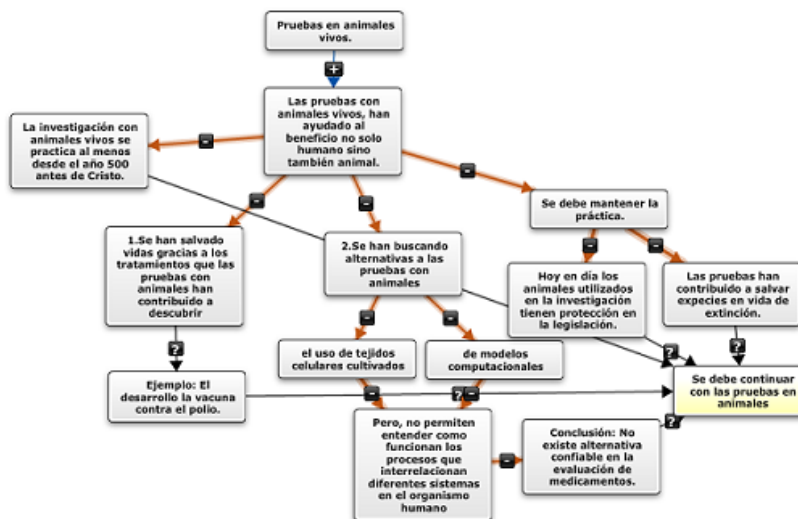 Pruebas en animales
vivos.
+
Las pruebas con
animales vivos, han
ayudado al
beneficio no solo
humano sino
también animal.
La investigación con
animales vivos se
practica al menos
desde el año 500
antes de Cristo.
-
-
-
-
Se debe mantener la
práctica.
1.Se han salvado
vidas gracias a los
tratamientos que las
pruebas con
animales han
contribuido a
descubrir
2.Se han buscando
alternativas a las
pruebas con
animales
-
-
Hoy en día los
animales utilizados
en la investigación
tienen protección en
la legislación.
Las pruebas han
contribuido a salvar
especies en vida de
extinción.
-
-
?
?
?
el uso de tejidos
celulares cultivados
de modelos
computacionales
Ejemplo: El
desarrollo la vacuna
contra el polio.
-
?
-
Se debe continuar
con las pruebas en
animales
Pero, no permiten
entender como
funcionan los
procesos que
interrelacionan
diferentes sistemas
en el organismo
humano
-
Conclusión: No
existe alternativa
confiable en la
evaluación de
medicamentos.
?